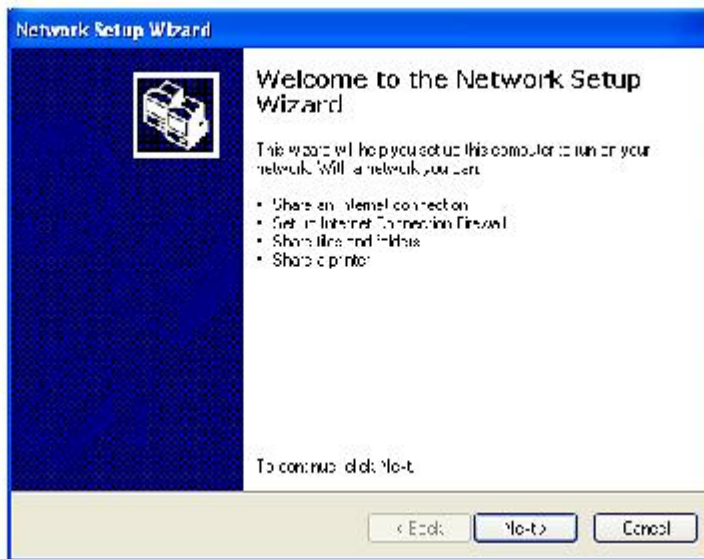 Network Setup Wizard
Welcome to the Network Setup
Wizard
This wizard will help you set up this computer to run on your
network. With a network you can:
• Share an Internet connection
• Set up Internet Connection Firewall
• Share files and folders
• Share a printer
To continue, click Next.
< Back
Next >
Cancel